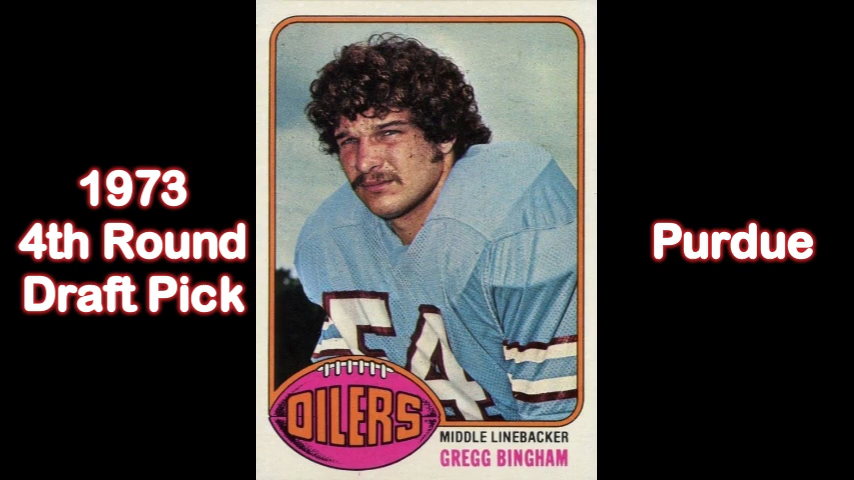 1973
4th Round
Draft Pick
Purdue
54
OILERS
MIDDLE LINEBACKER
GREGG BINGHAM